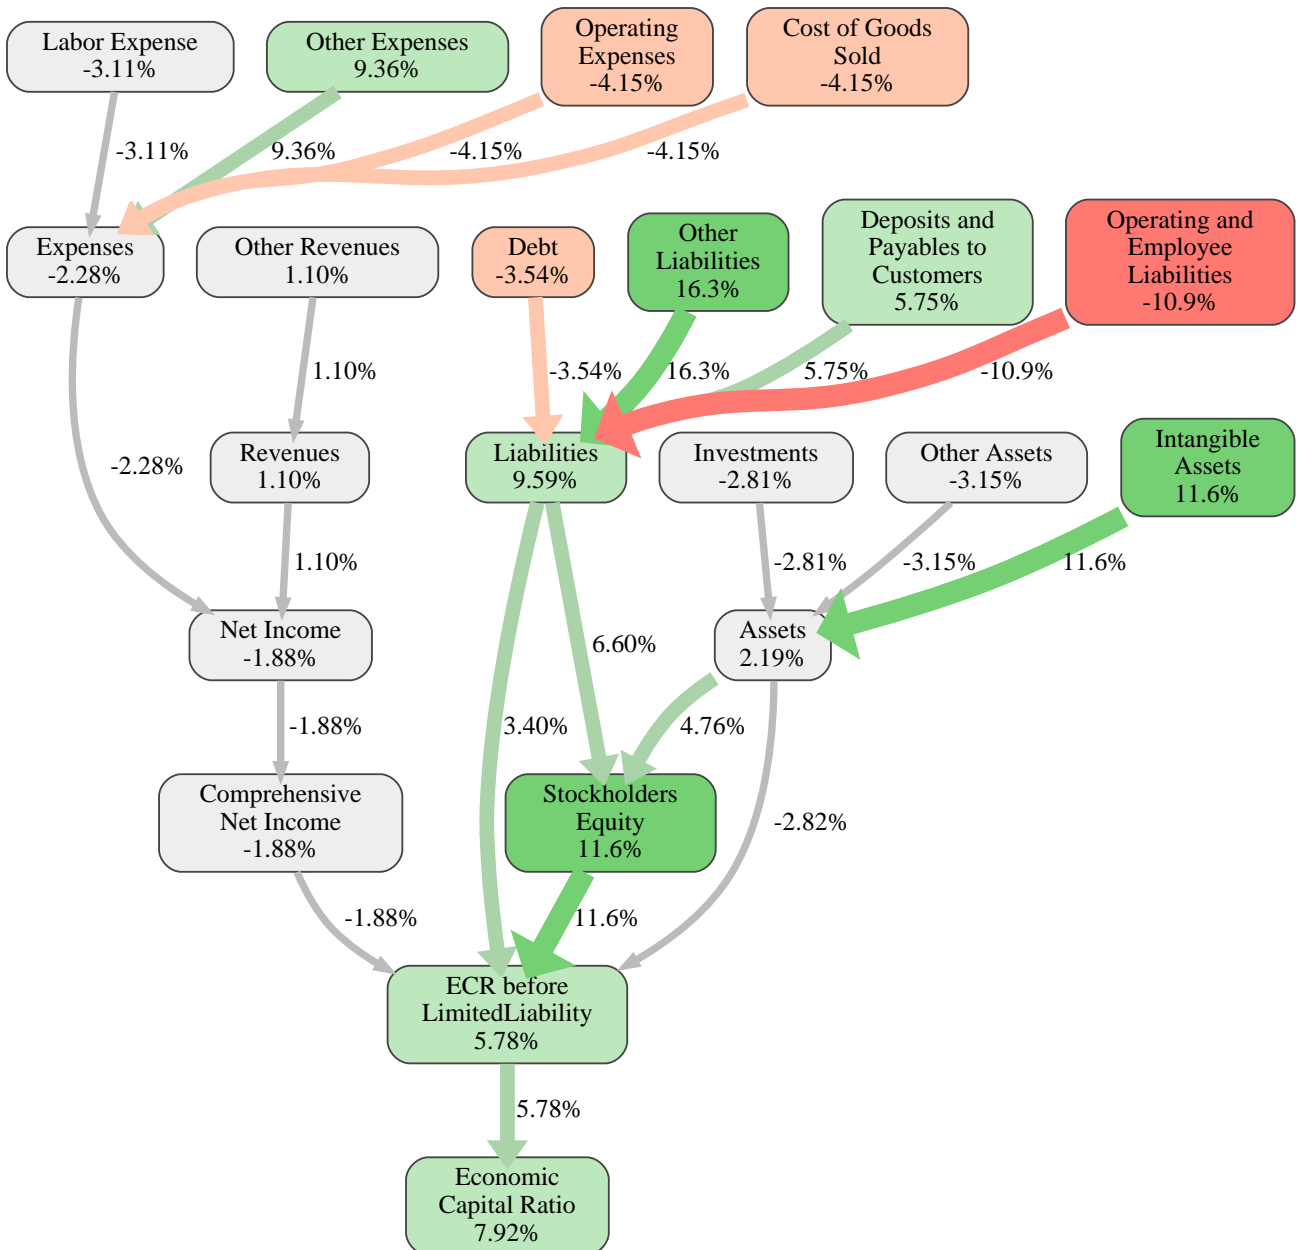 Labor Expense
-3.11%
Other Expenses
9.36%
Operating
Expenses
-4.15%
Cost of Goods
Sold
-4.15%
-3.11%
9.36%
-4.15%
-4.15%
Expenses
-2.28%
Other Revenues
1.10%
Debt
-3.54%
Other
Liabilities
16.3%
Deposits and
Payables to
Customers
5.75%
Operating and
Employee
Liabilities
-10.9%
1.10%
-3.54%
16.3%
5.75%
-10.9%
-2.28%
Revenues
1.10%
Liabilities
9.59%
Investments
-2.81%
Other Assets
-3.15%
Intangible
Assets
11.6%
1.10%
-2.81%
-3.15%
11.6%
Net Income
-1.88%
6.60%
Assets
2.19%
-1.88%
3.40%
4.76%
Comprehensive
Net Income
-1.88%
Stockholders
Equity
11.6%
-2.82%
-1.88%
11.6%
ECR before
LimitedLiability
5.78%
5.78%
Economic
Capital Ratio
7.92%